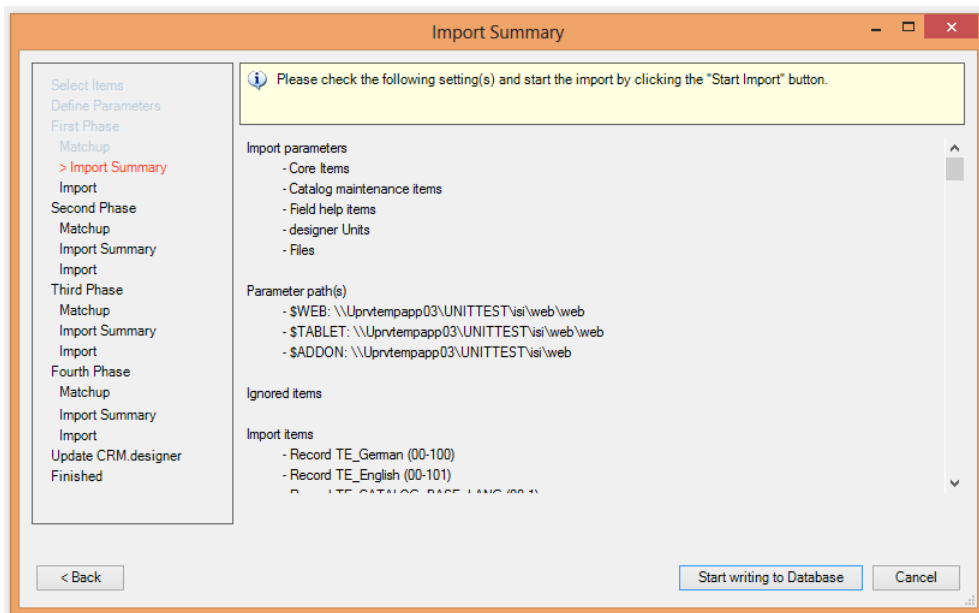 Import Summary
Please check the following setting(s) and start the import by clicking the "Start Import" button.
Select Items
Define Parameters
First Phase
Matchup
> Import Summary
Import
Second Phase
Matchup
Import Summary
Import
Third Phase
Matchup
Import Summary
Import
Fourth Phase
Matchup
Import Summary
Import
Update CRM.designer
Finished
Import parameters
- Core Items
- Catalog maintenance items
- Field help items
- designer Units
- Files
Parameter path(s)
- $WEB: \\Uprvtempapp03\UNITTEST\isi\web\web
- $TABLET: \\Uprvtempapp03\UNITTEST\isi\web\web
- $ADDON: \\Uprvtempapp03\UNITTEST\isi\web
Ignored items
Import items
- Record TE_German (00-100)
- Record TE_English (00-101)
- Record TE_CATALOG_BASE_LANG (00-1)
< Back
Start writing to Database
Cancel